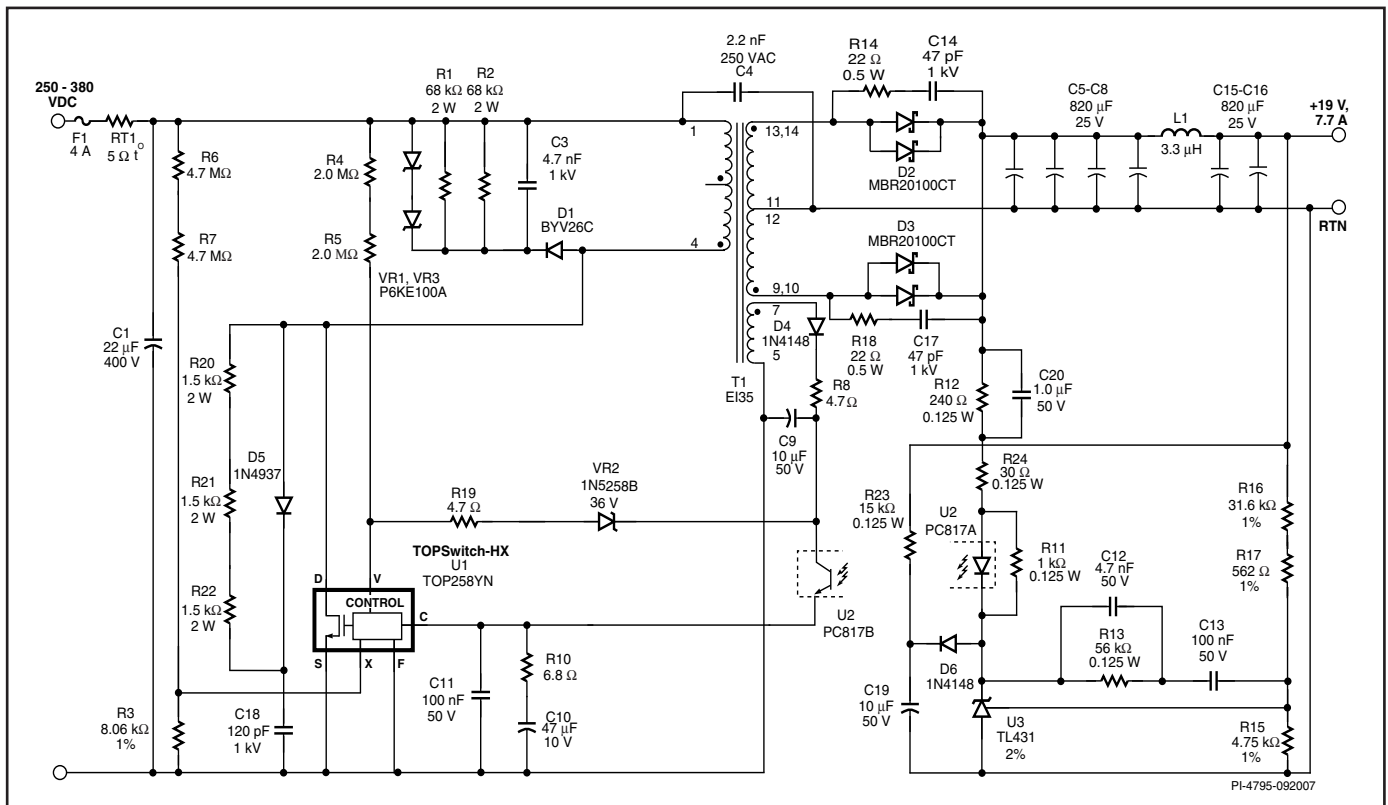 250 - 380
VDC
F1
4 A
RT1
5 Ω
t
o
R6
4.7 MΩ
R7
4.7 MΩ
C1
22 µF
400 V
R3
8.06 kΩ
1%
R20
1.5 kΩ
2 W
R21
1.5 kΩ
2 W
R22
1.5 kΩ
2 W
D5
1N4937
C18
120 pF
1 kV
R4
2.0 MΩ
R5
2.0 MΩ
VR1, VR3
P6KE100A
R1
68 kΩ
2 W
R2
68 kΩ
2 W
C3
4.7 nF
1 kV
D1
BYV26C
2.2 nF
250 VAC
C4
1
4
13,14
11
12
9,10
7
5
T1
EI35
D4
1N4148
R8
4.7 Ω
C9
10 µF
50 V
R19
4.7 Ω
VR2
1N5258B
36 V
TOPSwitch-HX
U1
TOP258YN
D
V
CONTROL
C
S
X
F
C11
100 nF
50 V
R10
6.8 Ω
C10
47 µF
10 V
U2
PC817B
R14
22 Ω
0.5 W
C14
47 pF
1 kV
D2
MBR20100CT
D3
MBR20100CT
R18
22 Ω
0.5 W
C17
47 pF
1 kV
C5-C8
820 µF
25 V
L1
3.3 µH
C15-C16
820 µF
25 V
+19 V,
7.7 A
RTN
R12
240 Ω
0.125 W
C20
1.0 µF
50 V
R24
30 Ω
0.125 W
R23
15 kΩ
0.125 W
U2
PC817A
R11
1 kΩ
0.125 W
C12
4.7 nF
50 V
R13
56 kΩ
0.125 W
C13
100 nF
50 V
R16
31.6 kΩ
1%
R17
562 Ω
1%
D6
1N4148
C19
10 µF
50 V
U3
TL431
2%
R15
4.75 kΩ
1%
PI-4795-092007